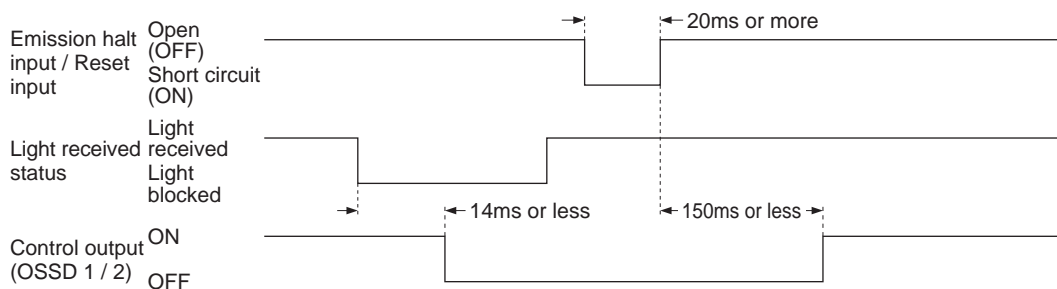 20ms or more
Emission halt
input / Reset
input
Open
(OFF)
Short circuit
(ON)
Light received
status
Light
received
Light
blocked
14ms or less
150ms or less
Control output
(OSSD 1 / 2)
ON
OFF